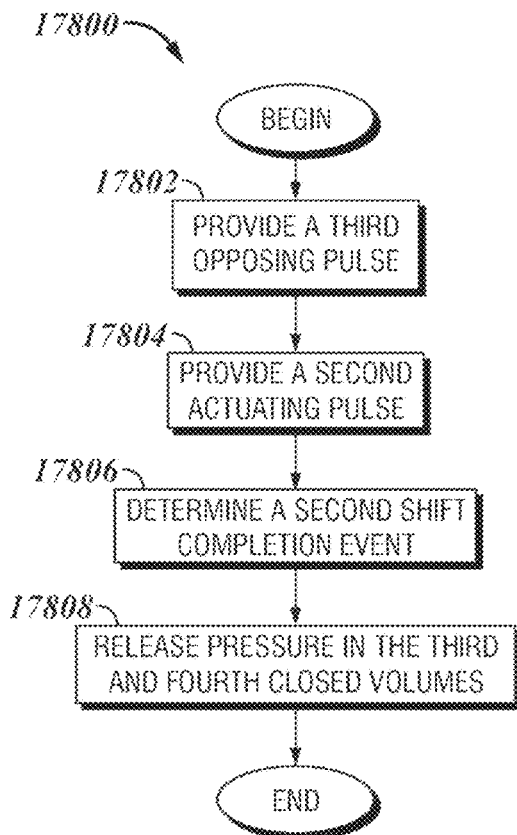 17800
BEGIN
17802
PROVIDE A THIRD
OPPOSING PULSE
17804
PROVIDE A SECOND
ACTUATING PULSE
17806
DETERMINE A SECOND SHIFT
COMPLETION EVENT
17808
RELEASE PRESSURE IN THE THIRD
AND FOURTH CLOSED VOLUMES
END